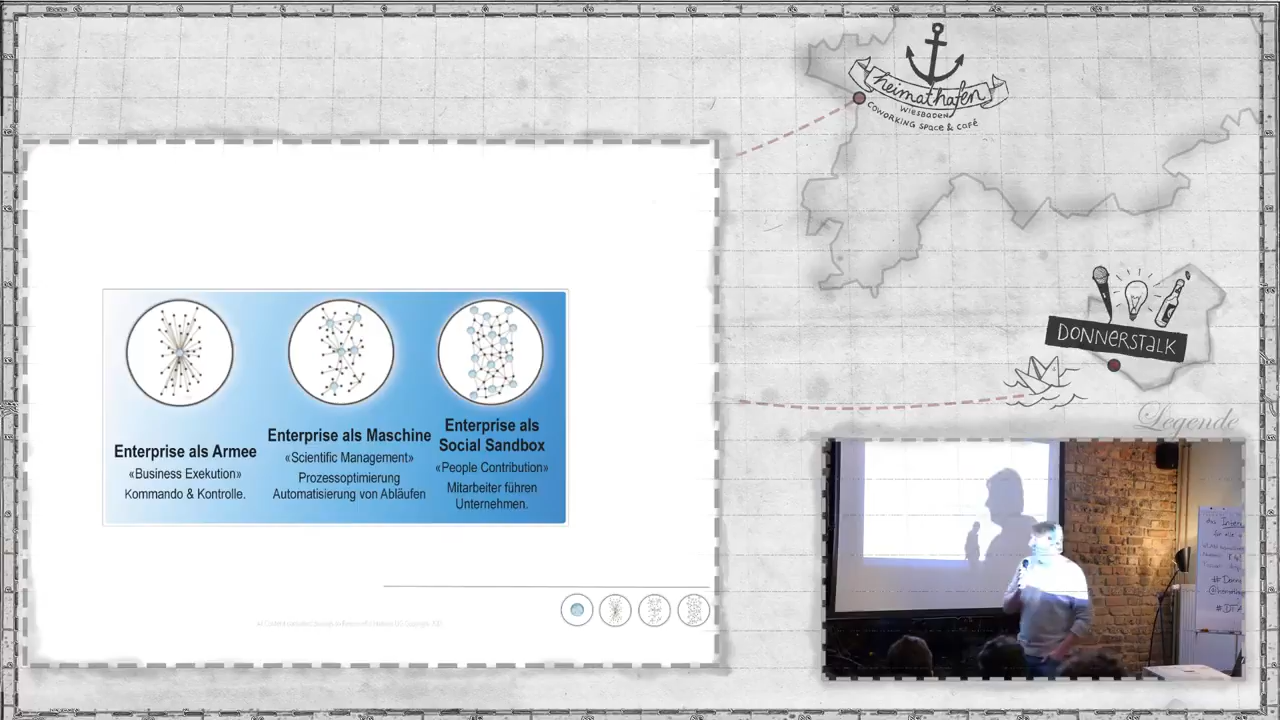 heimathafen
WIESBADEN
COWORKING SPACE & CAFÉ
DONNERSTALK
Legende
Enterprise als Armee
«Business Exekution»
Kommando & Kontrolle.
Enterprise als Maschine
«Scientific Management»
Prozessoptimierung
Automatisierung von Abläufen
Enterprise als
Social Sandbox
«People Contribution»
Mitarbeiter führen
Unternehmen.